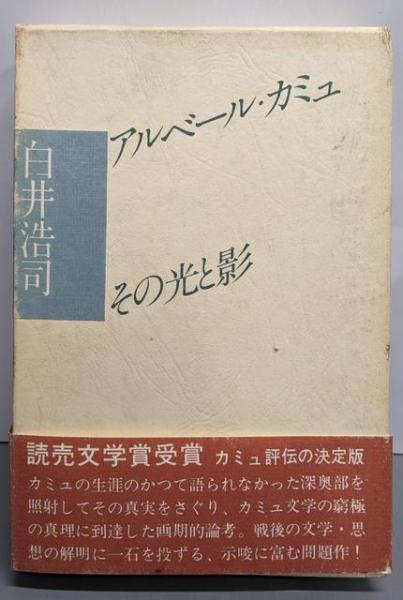 アルベール・カミュ
その光と影
白井浩司
読売文学賞受賞 カミュ評伝の決定版
カミュの生涯のかつて語られなかった深奥部を
照射してその真実をさぐり、カミュ文学の窮極
の真理に到達した画期的論考。戦後の文学・思
想の解明に一石を投ずる、示唆に富む問題作！